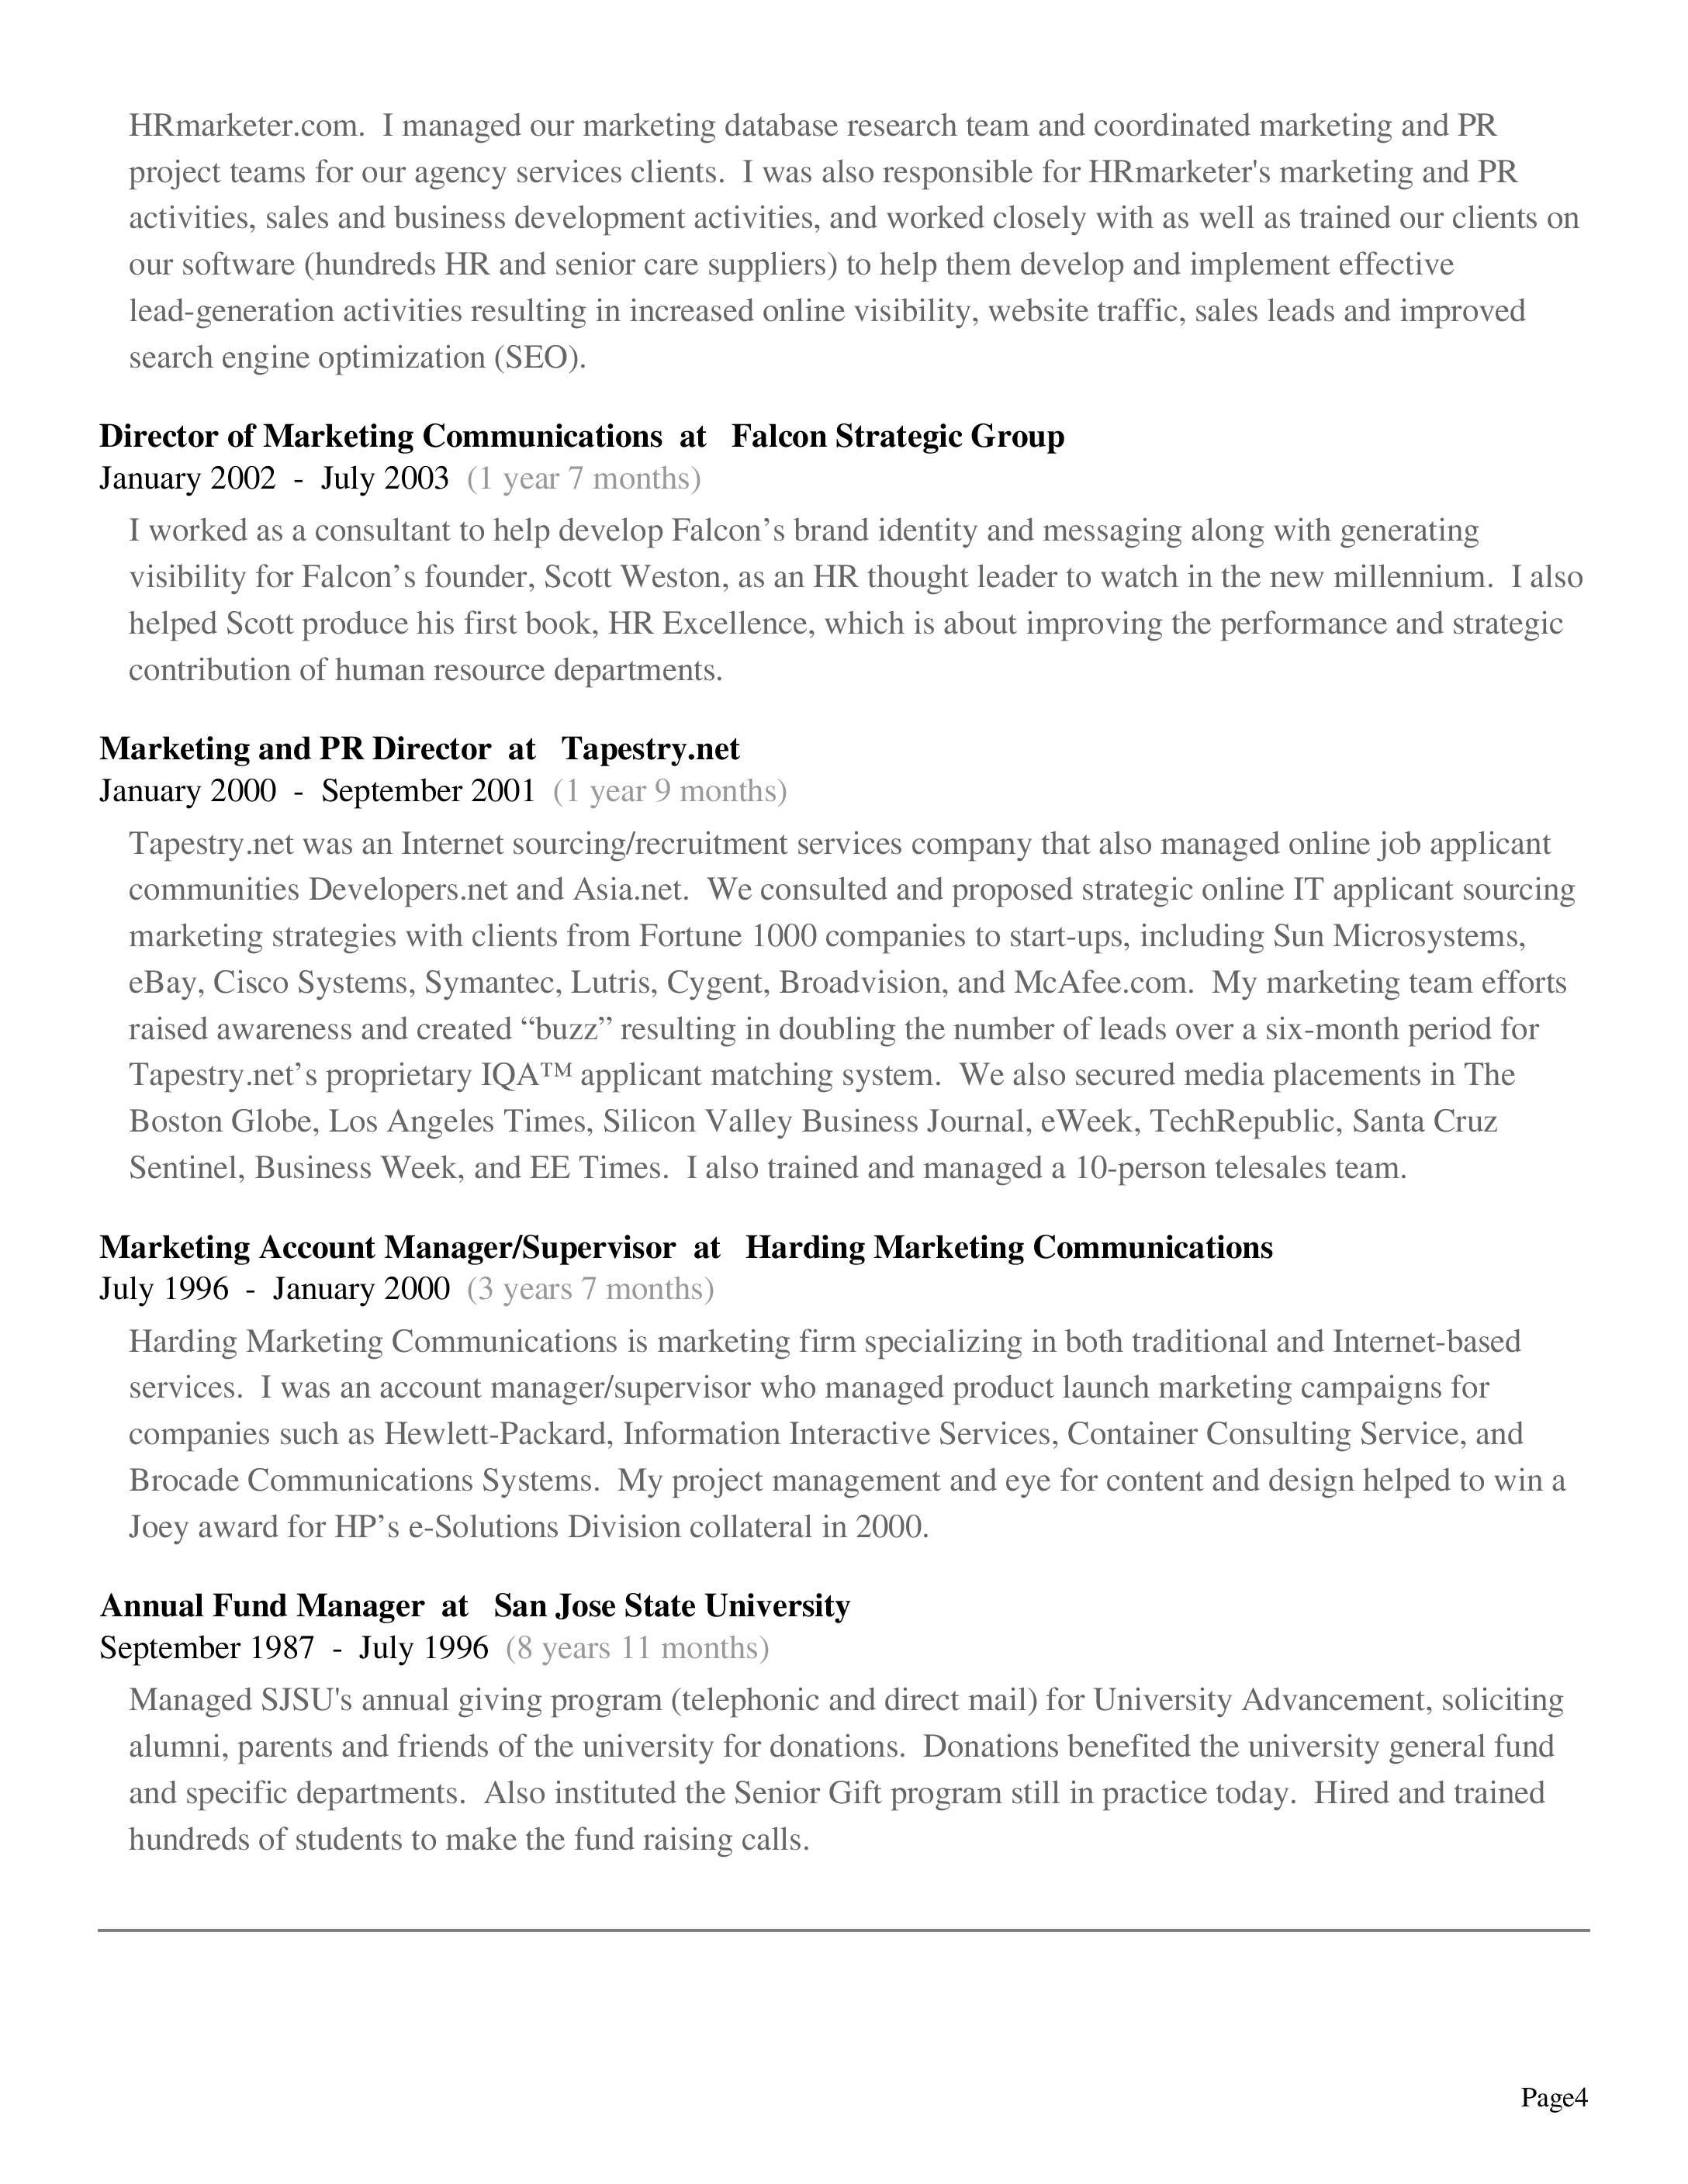 HRmarketer.com.  I managed our marketing database research team and coordinated marketing and PR
project teams for our agency services clients.  I was also responsible for HRmarketer's marketing and PR
activities, sales and business development activities, and worked closely with as well as trained our clients on
our software (hundreds HR and senior care suppliers) to help them develop and implement effective
lead-generation activities resulting in increased online visibility, website traffic, sales leads and improved
search engine optimization (SEO).
Director of Marketing Communications  at   Falcon Strategic Group
January 2002  -  July 2003  (1 year 7 months)
I worked as a consultant to help develop Falcon’s brand identity and messaging along with generating
visibility for Falcon’s founder, Scott Weston, as an HR thought leader to watch in the new millennium.  I also
helped Scott produce his first book, HR Excellence, which is about improving the performance and strategic
contribution of human resource departments.
Marketing and PR Director  at   Tapestry.net
January 2000  -  September 2001  (1 year 9 months)
Tapestry.net was an Internet sourcing/recruitment services company that also managed online job applicant
communities Developers.net and Asia.net.  We consulted and proposed strategic online IT applicant sourcing
marketing strategies with clients from Fortune 1000 companies to start-ups, including Sun Microsystems,
eBay, Cisco Systems, Symantec, Lutris, Cygent, Broadvision, and McAfee.com.  My marketing team efforts
raised awareness and created “buzz” resulting in doubling the number of leads over a six-month period for
Tapestry.net’s proprietary IQA™ applicant matching system.  We also secured media placements in The
Boston Globe, Los Angeles Times, Silicon Valley Business Journal, eWeek, TechRepublic, Santa Cruz
Sentinel, Business Week, and EE Times.  I also trained and managed a 10-person telesales team.
Marketing Account Manager/Supervisor  at   Harding Marketing Communications
July 1996  -  January 2000  (3 years 7 months)
Harding Marketing Communications is marketing firm specializing in both traditional and Internet-based
services.  I was an account manager/supervisor who managed product launch marketing campaigns for
companies such as Hewlett-Packard, Information Interactive Services, Container Consulting Service, and
Brocade Communications Systems.  My project management and eye for content and design helped to win a
Joey award for HP’s e-Solutions Division collateral in 2000.
Annual Fund Manager  at   San Jose State University
September 1987  -  July 1996  (8 years 11 months)
Managed SJSU's annual giving program (telephonic and direct mail) for University Advancement, soliciting
alumni, parents and friends of the university for donations.  Donations benefited the university general fund
and specific departments.  Also instituted the Senior Gift program still in practice today.  Hired and trained
hundreds of students to make the fund raising calls.
Page4